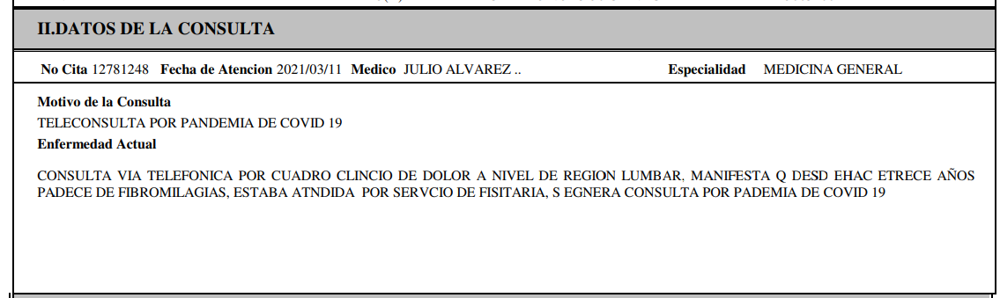 II.DATOS DE LA CONSULTA
No Cita 12781248 Fecha de Atencion 2021/03/11 Medico JULIO ALVAREZ .. Especialidad MEDICINA GENERAL
Motivo de la Consulta
TELECONSULTA POR PANDEMIA DE COVID 19
Enfermedad Actual
CONSULTA VIA TELEFONICA POR CUADRO CLINCIO DE DOLOR A NIVEL DE REGION LUMBAR, MANIFESTA Q DESD EHAC ETRECE AÑOS
PADECE DE FIBROMILAGIAS, ESTABA ATNDIDA POR SERVCIO DE FISITARIA, S EGNERA CONSULTA POR PADEMIA DE COVID 19